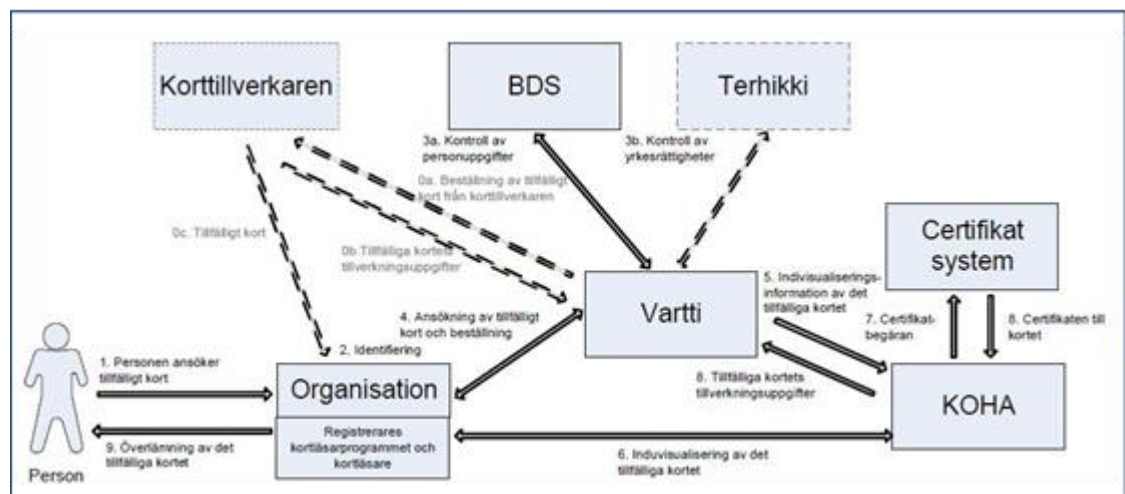 Korttillverkaren
BDS
Terhikki
3a. Kontroll av
personuppgifter
3b. Kontroll av
yrkesrättigheter
0a. Beställning av tillfälligt
kort från korttillverkaren
0c. Tillfälligt kort
0b.Tillfälliga kortets
tillverkningsuppgifter
Certifikat
system
Vartti
5. Indivisualiserings-
information av det
tillfälliga kortet
7. Certifikat-
begäran
8. Certifikaten till
kortet
4. Ansökning av tillfälligt
kort och beställning
2. Identifiering
1. Personen ansöker
tillfälligt kort
Organisation
Registrerares
kortläsarprogrammet och
kortläsare
8. Tillfälliga kortets
tillverkningsuppgifter
KOHA
9. Överlämning av det
tillfälliga kortet
6. Induvisualisering av det
tillfälliga kortet
Person